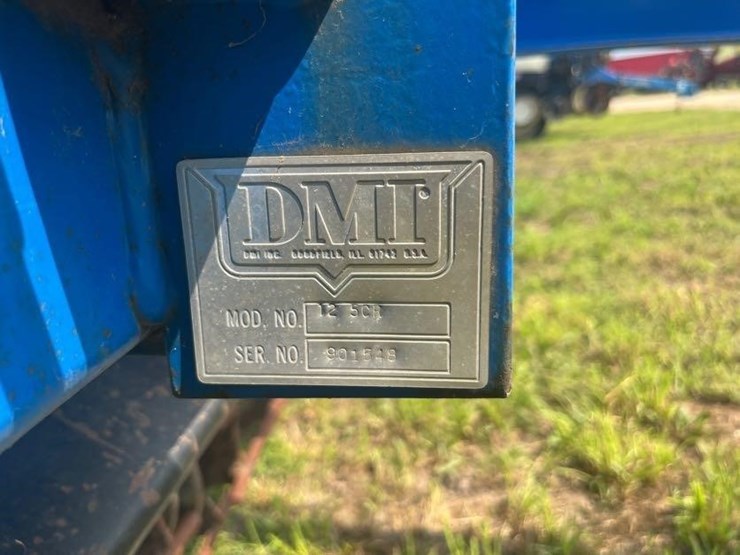 DMI®
DMI INC. GOODFIELD, ILL 61742 U.S.A.
MOD. NO.
SER. NO. 901548